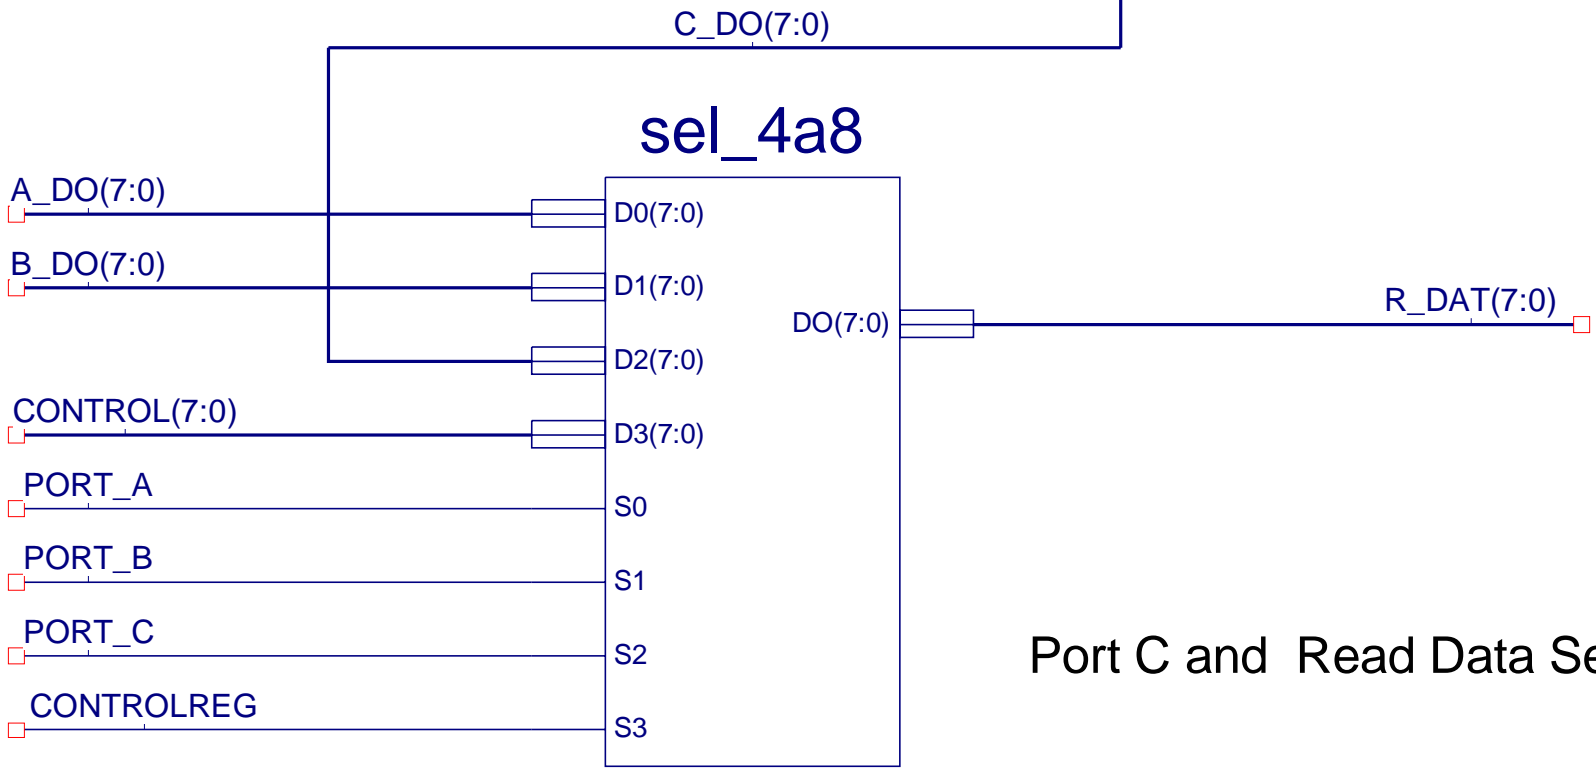 C_DO(7:0)
sel_4a8
A_DO(7:0)
D0(7:0)
B_DO(7:0)
D1(7:0)
R_DAT(7:0)
DO(7:0)
D2(7:0)
CONTROL(7:0)
D3(7:0)
PORT_A
S0
PORT_B
S1
PORT_C
S2
Port C and  Read Data
CONTROLREG
S3